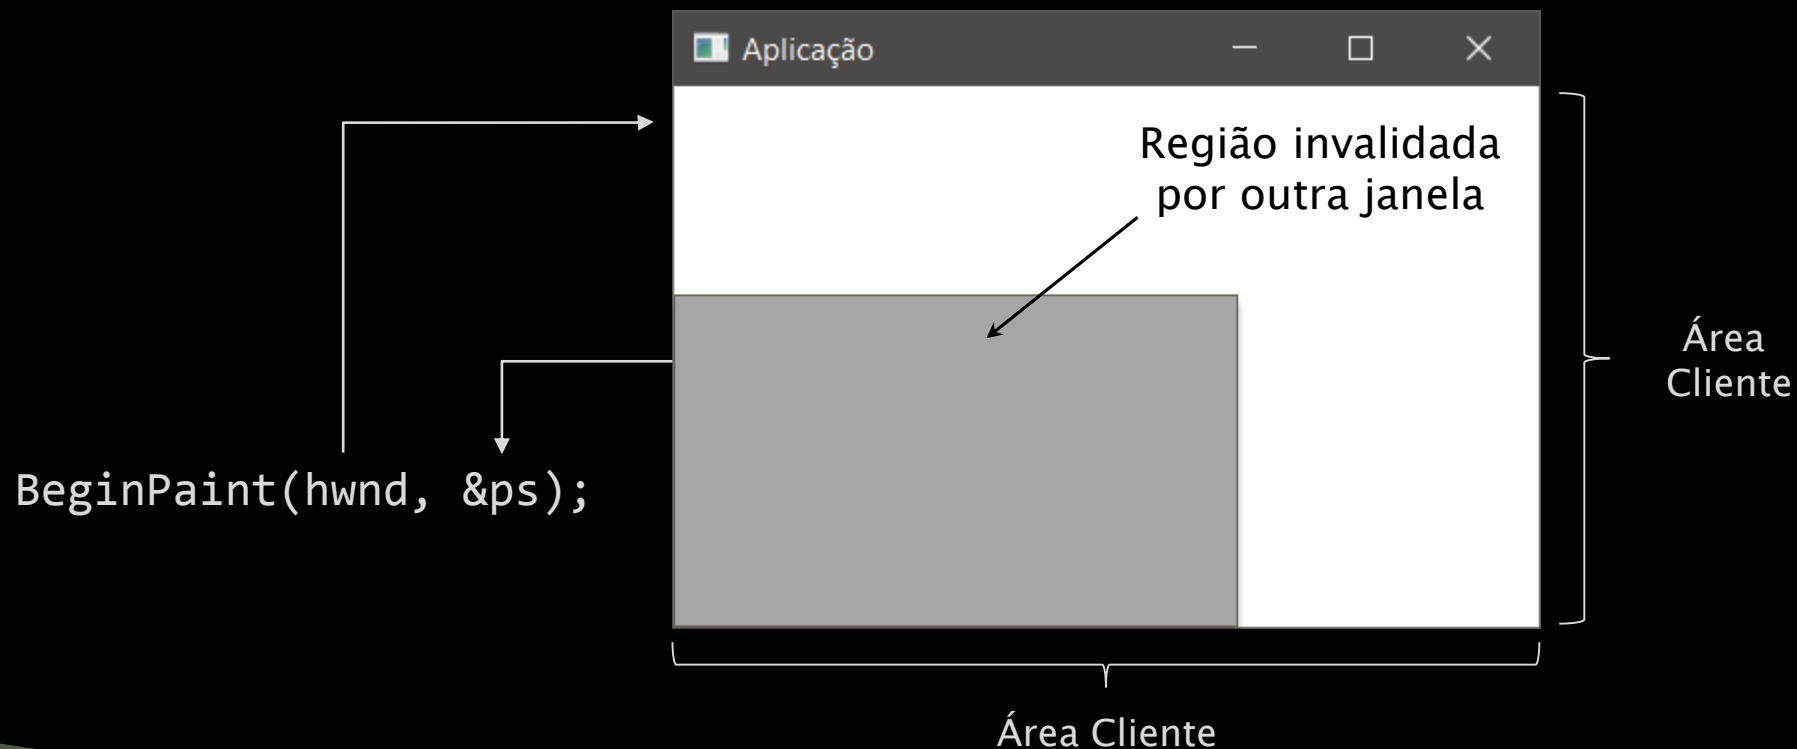 Aplicação
Região invalidada
por outra janela
Área
Cliente
BeginPaint(hwnd, &ps);
Área Cliente